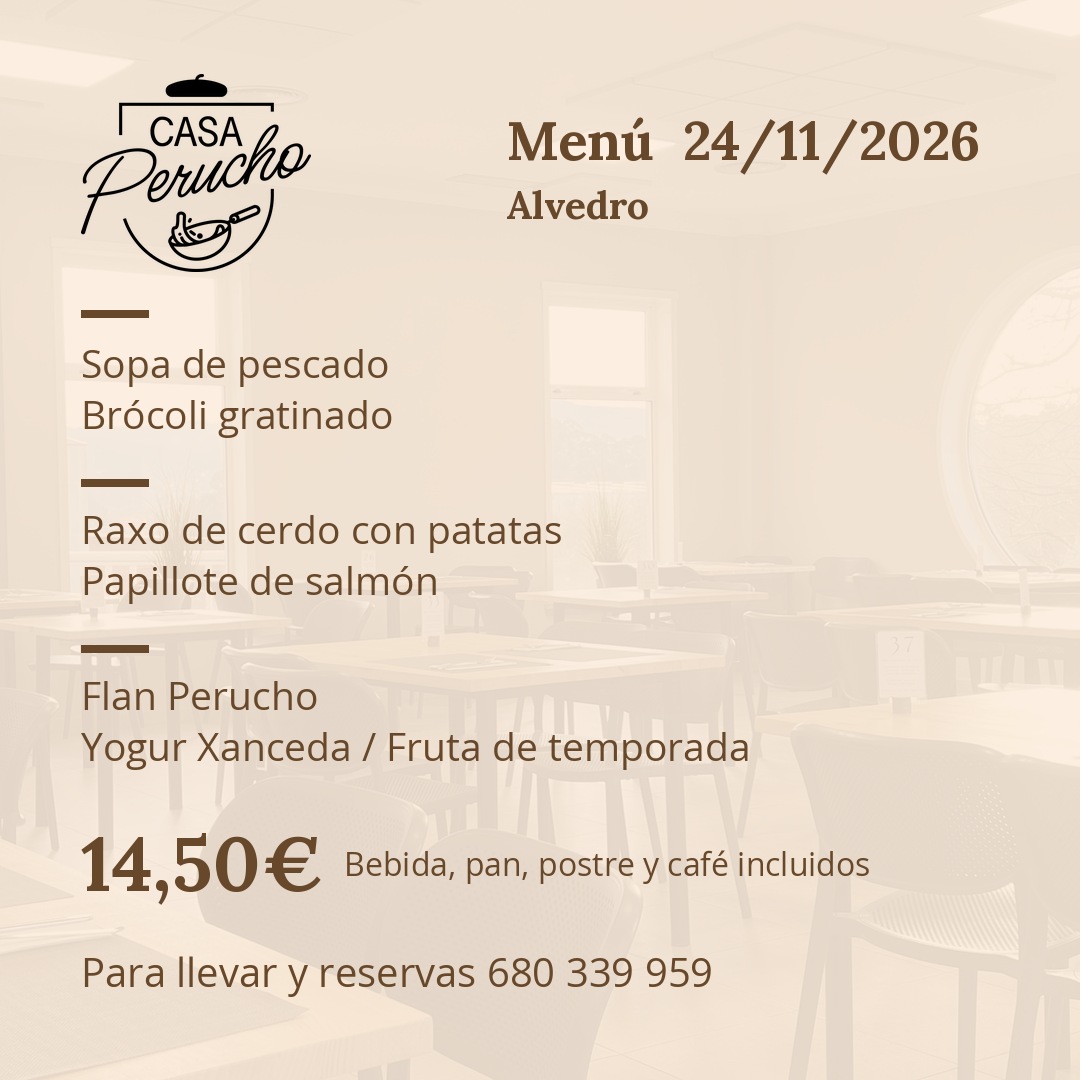 CASA
Perucho
Menú 24/11/2026
Alvedro
Sopa de pescado
Brócoli gratinado
Raxo de cerdo con patatas
Papillote de salmón
Flan Perucho
Yogur Xanceda / Fruta de temporada
14,50€ Bebida, pan, postre y café incluidos
Para llevar y reservas 680 339 959
37